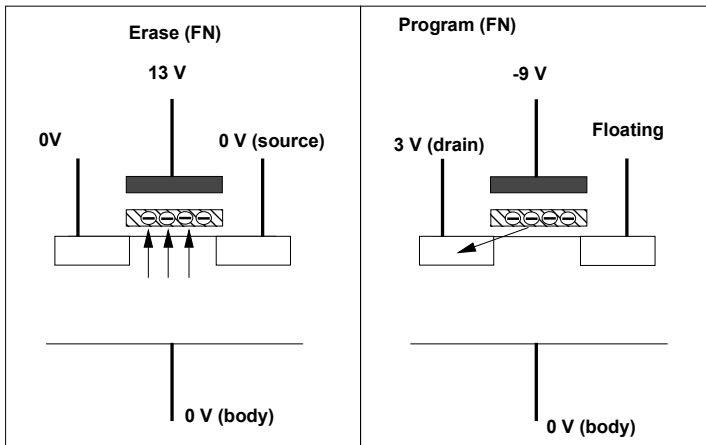 Erase (FN)
13 V
0V
0 V (source)
0 V (body)
Program (FN)
-9 V
3 V (drain)
Floating
0 V (body)